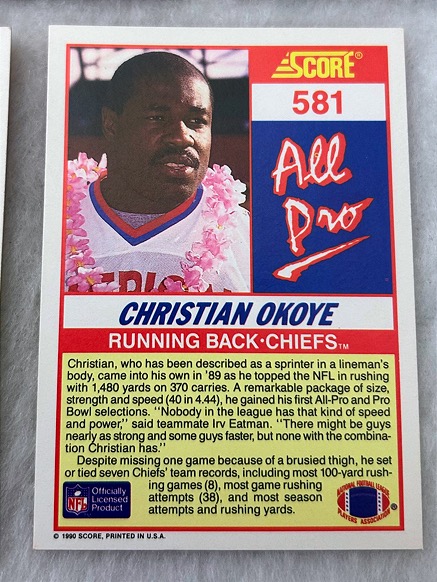 SCORE®
581
All
Pro
ERIC
CHRISTIAN OKOYE
RUNNING BACK·CHIEFS™
Christian, who has been described as a sprinter in a lineman's
body, came into his own in '89 as he topped the NFL in rushing
with 1,480 yards on 370 carries. A remarkable package of size,
strength and speed (40 in 4.44), he gained his first All-Pro and Pro
Bowl selections. "Nobody in the league has that kind of speed
and power," said teammate Irv Eatman. "There might be guys
nearly as strong and some guys faster, but none with the combina-
tion Christian has."
Despite missing one game because of a brusied thigh, he set
or tied seven Chiefs' team records, including most 100-yard rush-
ing games (8), most game rushing
attempts (38), and most season
attempts and rushing yards.
NFL
Officially
Licensed
Product
NATIONAL FOOTBALL LEAGUE
PLAYERS ASSOCIATION
®
© 1990 SCORE, PRINTED IN U.S.A.